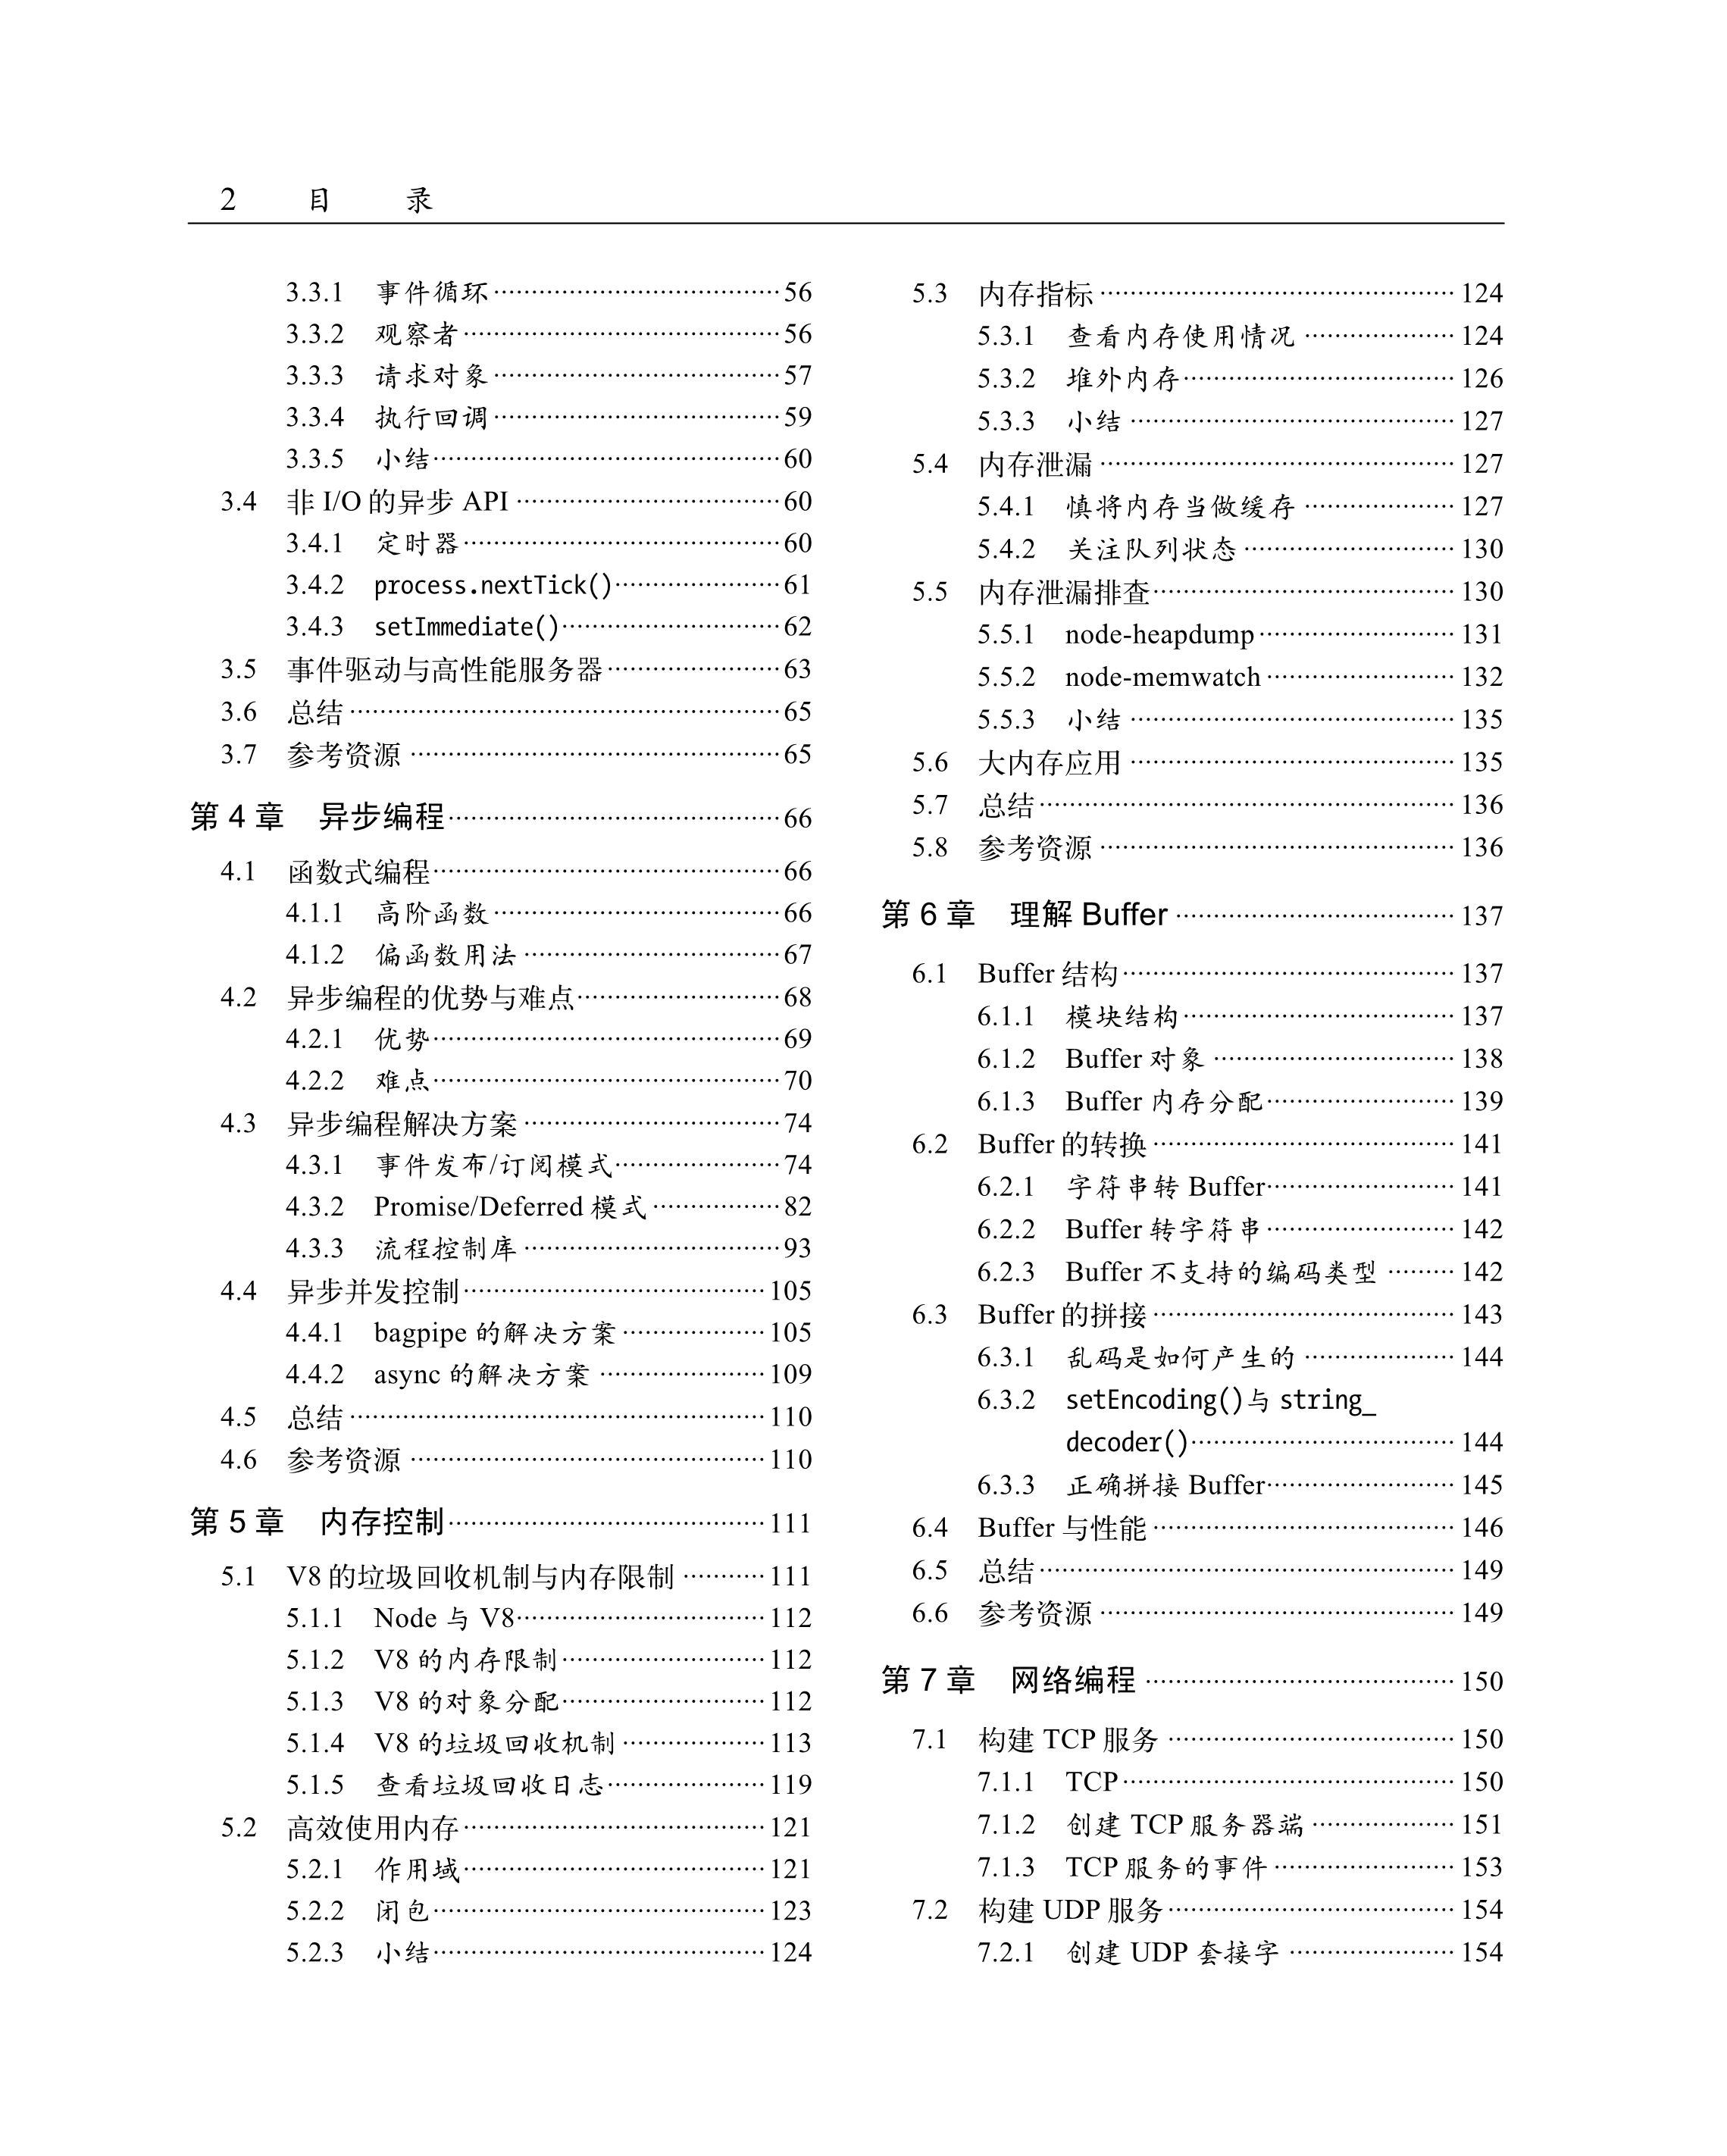 2 目 录
3.3.1 事件循环……56
3.3.2 观察者……56
3.3.3 请求对象……57
3.3.4 执行回调……59
3.3.5 小结……60
3.4 非 I/O 的异步 API……60
3.4.1 定时器……60
3.4.2 process.nextTick()……61
3.4.3 setImmediate()……62
3.5 事件驱动与高性能服务器……63
3.6 总结……65
3.7 参考资源……65
第 4 章 异步编程……66
4.1 函数式编程……66
4.1.1 高阶函数……66
4.1.2 偏函数用法……67
4.2 异步编程的优势与难点……68
4.2.1 优势……69
4.2.2 难点……70
4.3 异步编程解决方案……74
4.3.1 事件发布/订阅模式……74
4.3.2 Promise/Deferred 模式……82
4.3.3 流程控制库……93
4.4 异步并发控制……105
4.4.1 bagpipe 的解决方案……105
4.4.2 async 的解决方案……109
4.5 总结……110
4.6 参考资源……110
第 5 章 内存控制……111
5.1 V8 的垃圾回收机制与内存限制……111
5.1.1 Node 与 V8……112
5.1.2 V8 的内存限制……112
5.1.3 V8 的对象分配……112
5.1.4 V8 的垃圾回收机制……113
5.1.5 查看垃圾回收日志……119
5.2 高效使用内存……121
5.2.1 作用域……121
5.2.2 闭包……123
5.2.3 小结……124
5.3 内存指标……124
5.3.1 查看内存使用情况……124
5.3.2 堆外内存……126
5.3.3 小结……127
5.4 内存泄漏……127
5.4.1 慎将内存当做缓存……127
5.4.2 关注队列状态……130
5.5 内存泄漏排查……130
5.5.1 node-heapdump……131
5.5.2 node-memwatch……132
5.5.3 小结……135
5.6 大内存应用……135
5.7 总结……136
5.8 参考资源……136
第 6 章 理解 Buffer……137
6.1 Buffer 结构……137
6.1.1 模块结构……137
6.1.2 Buffer 对象……138
6.1.3 Buffer 内存分配……139
6.2 Buffer 的转换……141
6.2.1 字符串转 Buffer……141
6.2.2 Buffer 转字符串……142
6.2.3 Buffer 不支持的编码类型……142
6.3 Buffer 的拼接……143
6.3.1 乱码是如何产生的……144
6.3.2 setEncoding()与 string_
decoder()……144
6.3.3 正确拼接 Buffer……145
6.4 Buffer 与性能……146
6.5 总结……149
6.6 参考资源……149
第 7 章 网络编程……150
7.1 构建 TCP 服务……150
7.1.1 TCP……150
7.1.2 创建 TCP 服务器端……151
7.1.3 TCP 服务的事件……153
7.2 构建 UDP 服务……154
7.2.1 创建 UDP 套接字……154